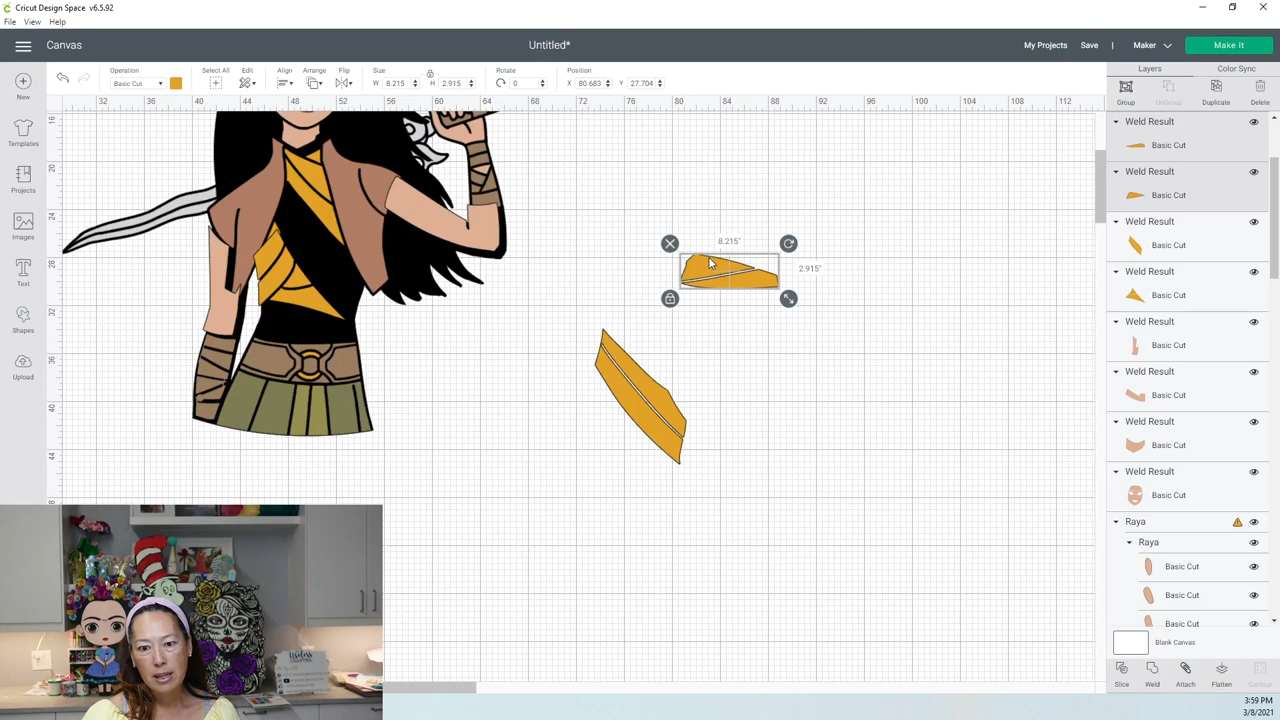 Cricut Design Space v6.5.92
File View Help
Canvas
Untitled*
My Projects Save | Maker Make It
New
Templates
Projects
Images
Text
Shapes
Upload
Operation
Basic Cut
Select All
Edit
Align
Arrange
Flip
Size
W 8.215 H 2.915
Rotate
0
Position
X 80.683 Y 27.704
Layers Color Sync
Group UnGroup Duplicate Delete
32 36 40 44 48 52 56 60 64 68 72 76 80 84 88 92 96 100 104 108 112
16
20
24
28
32
36
40
44
8
8.215"
2.915"
Weld Result
Basic Cut
Weld Result
Basic Cut
Weld Result
Basic Cut
Weld Result
Basic Cut
Weld Result
Basic Cut
Weld Result
Basic Cut
Weld Result
Basic Cut
Weld Result
Basic Cut
Raya
Raya
Basic Cut
Basic Cut
Basic Cut
Blank Canvas
Slice Weld Attach Flatten Contour
3:59 PM
3/8/2021